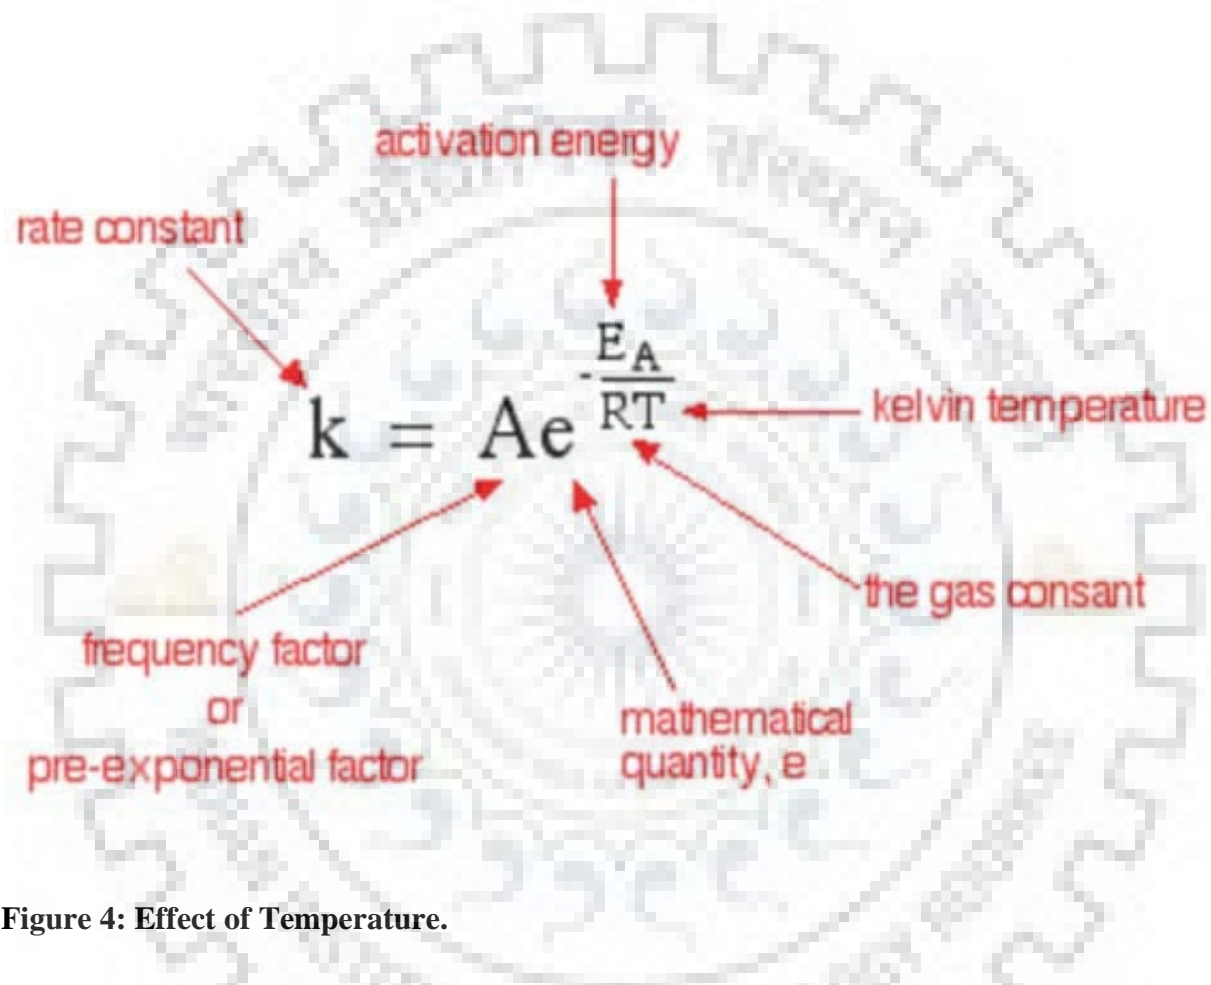 activation energy
rate constant
k = Ae^-E_A/RT
kelvin temperature
the gas consant
frequency factor
or
pre-exponential factor
mathematical
quantity, e
Figure 4: Effect of Temperature.